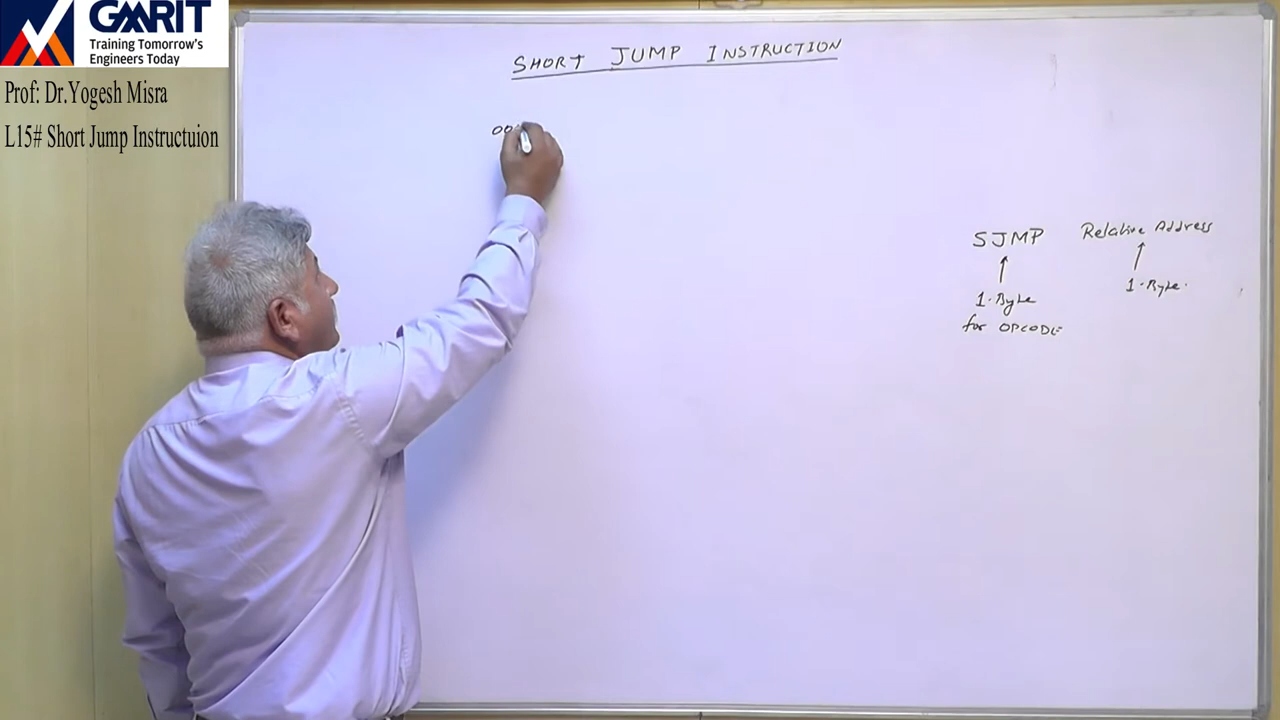 GMRIT
Training Tomorrow's
Engineers Today
Prof: Dr.Yogesh Misra
L15# Short Jump Instructuion
SHORT JUMP INSTRUCTION
00
SJMP Relative Address
1-Byte 1-Byte.
for OPCODE